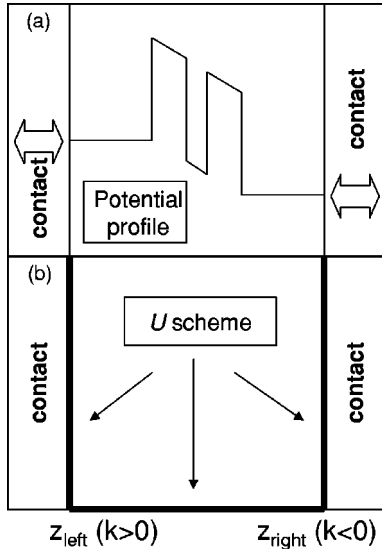 (a)
contact
contact
Potential
profile
(b)
contact
U scheme
contact
z_left (k>0)
z_right (k<0)